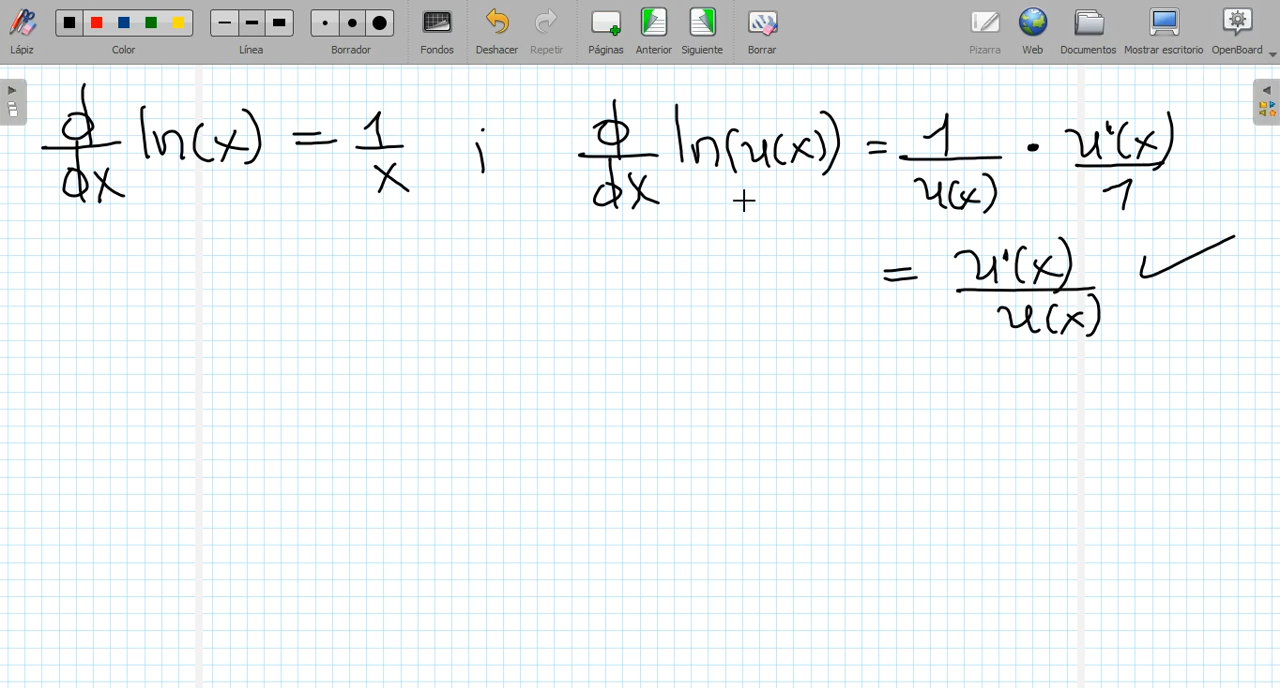 Lápiz Color Línea Borrador Fondos Deshacer Repetir Páginas Anterior Siguiente Borrar Pizarra Web Documentos Mostrar escritorio OpenBoard
d/dx ln(x) = 1/x ; d/dx ln(u(x)) = 1/u(x) · u'(x)/1
= u'(x)/u(x) ✓